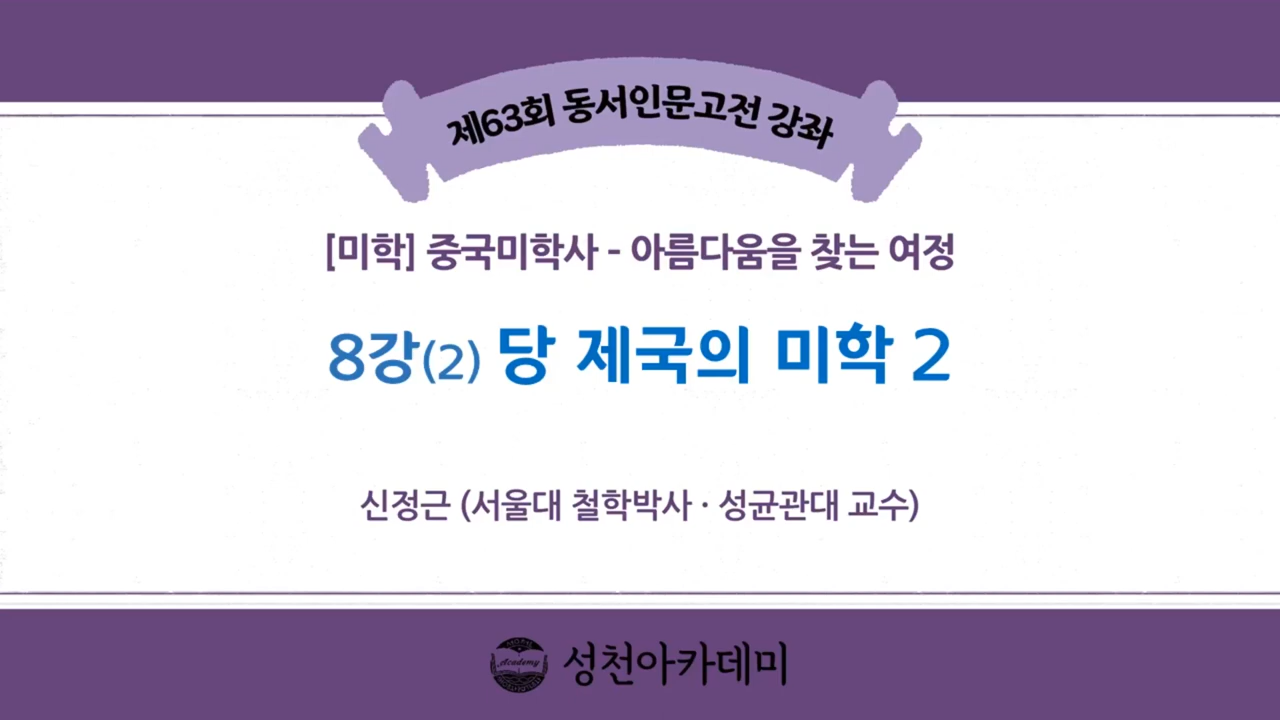 제63회 동서인문고전 강좌
[미학] 중국미학사 - 아름다움을 찾는 여정
8강(2) 당 제국의 미학 2
신정근 (서울대 철학박사 · 성균관대 교수)
Academy
성천아카데미